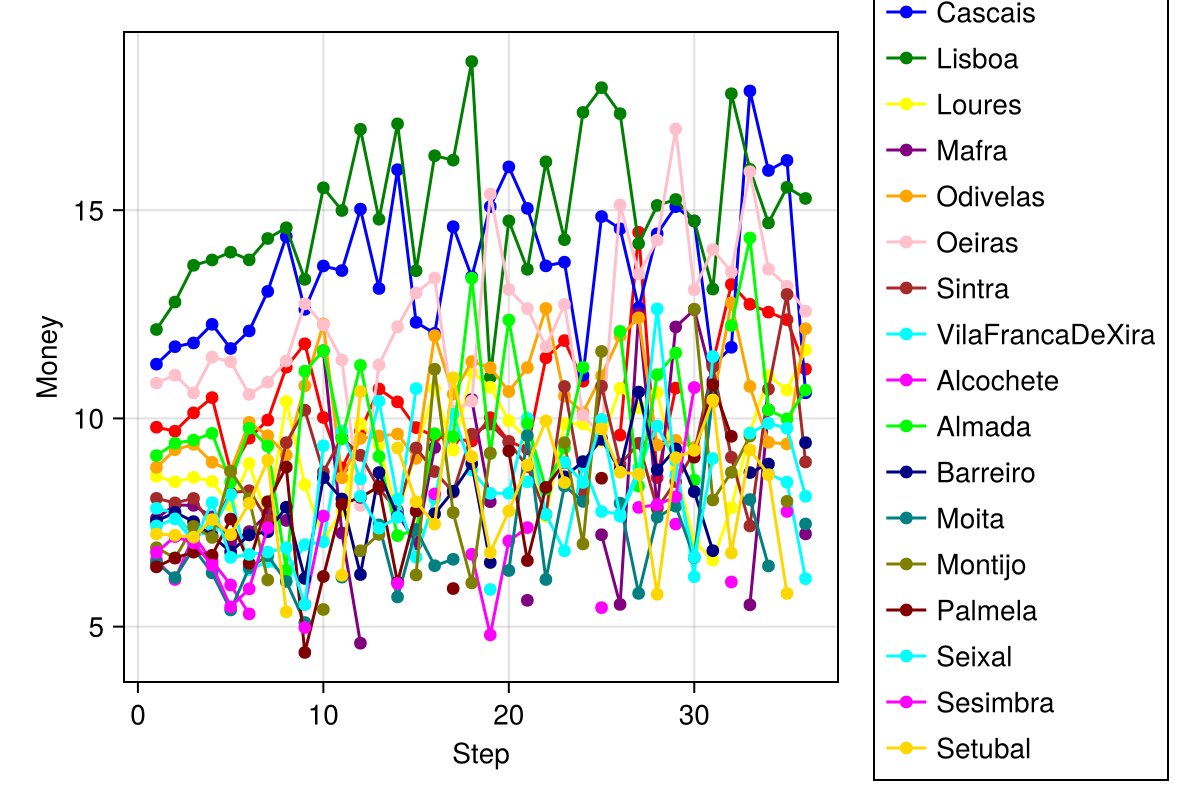 Money
15
10
5
0
10
20
30
Step
Cascais
Lisboa
Loures
Mafra
Odivelas
Oeiras
Sintra
VilaFrancaDeXira
Alcochete
Almada
Barreiro
Moita
Montijo
Palmela
Seixal
Sesimbra
Setubal